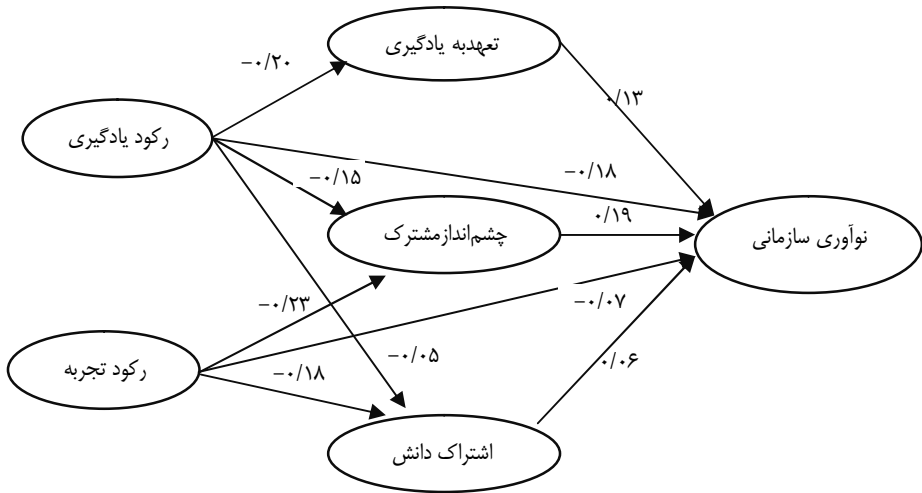 تعهدبه یادگیری
−۰/۲۰
۰/۱۳
رکود یادگیری
−۰/۱۸
−۰/۱۵
۰/۱۹
چشم‌اندازمشترک
نوآوری سازمانی
−۰/۲۳
−۰/۰۷
−۰/۰۵
۰/۰۶
رکود تجربه
−۰/۱۸
اشتراک دانش